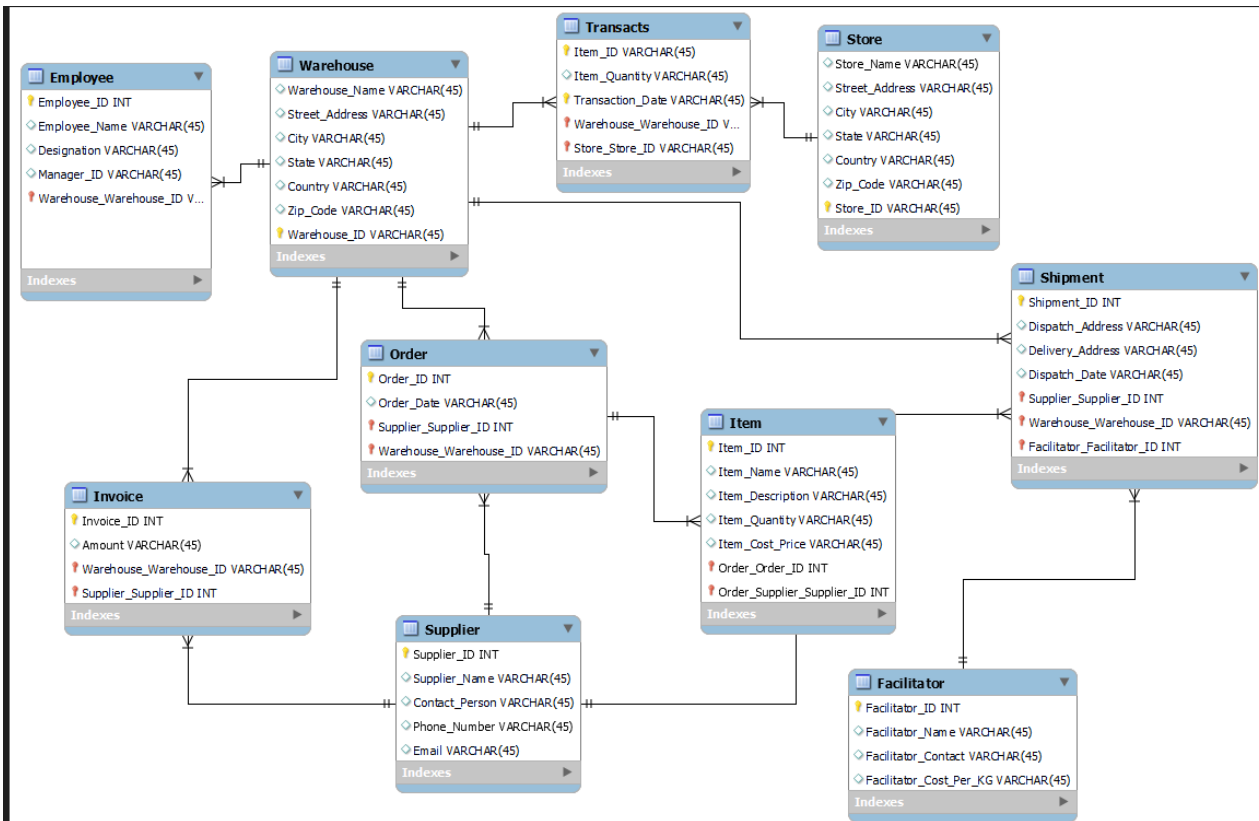 Employee
Employee_ID INT
Employee_Name VARCHAR(45)
Designation VARCHAR(45)
Manager_ID VARCHAR(45)
Warehouse_Warehouse_ID V...
Indexes
Warehouse
Warehouse_Name VARCHAR(45)
Street_Address VARCHAR(45)
City VARCHAR(45)
State VARCHAR(45)
Country VARCHAR(45)
Zip_Code VARCHAR(45)
Warehouse_ID VARCHAR(45)
Indexes
Transacts
Item_ID VARCHAR(45)
Item_Quantity VARCHAR(45)
Transaction_Date VARCHAR(45)
Warehouse_Warehouse_ID V...
Store_Store_ID VARCHAR(45)
Indexes
Store
Store_Name VARCHAR(45)
Street_Address VARCHAR(45)
City VARCHAR(45)
State VARCHAR(45)
Country VARCHAR(45)
Zip_Code VARCHAR(45)
Store_ID VARCHAR(45)
Indexes
Shipment
Shipment_ID INT
Dispatch_Address VARCHAR(45)
Delivery_Address VARCHAR(45)
Dispatch_Date VARCHAR(45)
Supplier_Supplier_ID INT
Warehouse_Warehouse_ID VARCHAR(45)
Facilitator_Facilitator_ID INT
Indexes
Order
Order_ID INT
Order_Date VARCHAR(45)
Supplier_Supplier_ID INT
Warehouse_Warehouse_ID VARCHAR(45)
Indexes
Item
Item_ID INT
Item_Name VARCHAR(45)
Item_Description VARCHAR(45)
Item_Quantity VARCHAR(45)
Item_Cost_Price VARCHAR(45)
Order_Order_ID INT
Order_Supplier_Supplier_ID INT
Indexes
Invoice
Invoice_ID INT
Amount VARCHAR(45)
Warehouse_Warehouse_ID VARCHAR(45)
Supplier_Supplier_ID INT
Indexes
Supplier
Supplier_ID INT
Supplier_Name VARCHAR(45)
Contact_Person VARCHAR(45)
Phone_Number VARCHAR(45)
Email VARCHAR(45)
Indexes
Facilitator
Facilitator_ID INT
Facilitator_Name VARCHAR(45)
Facilitator_Contact VARCHAR(45)
Facilitator_Cost_Per_KG VARCHAR(45)
Indexes